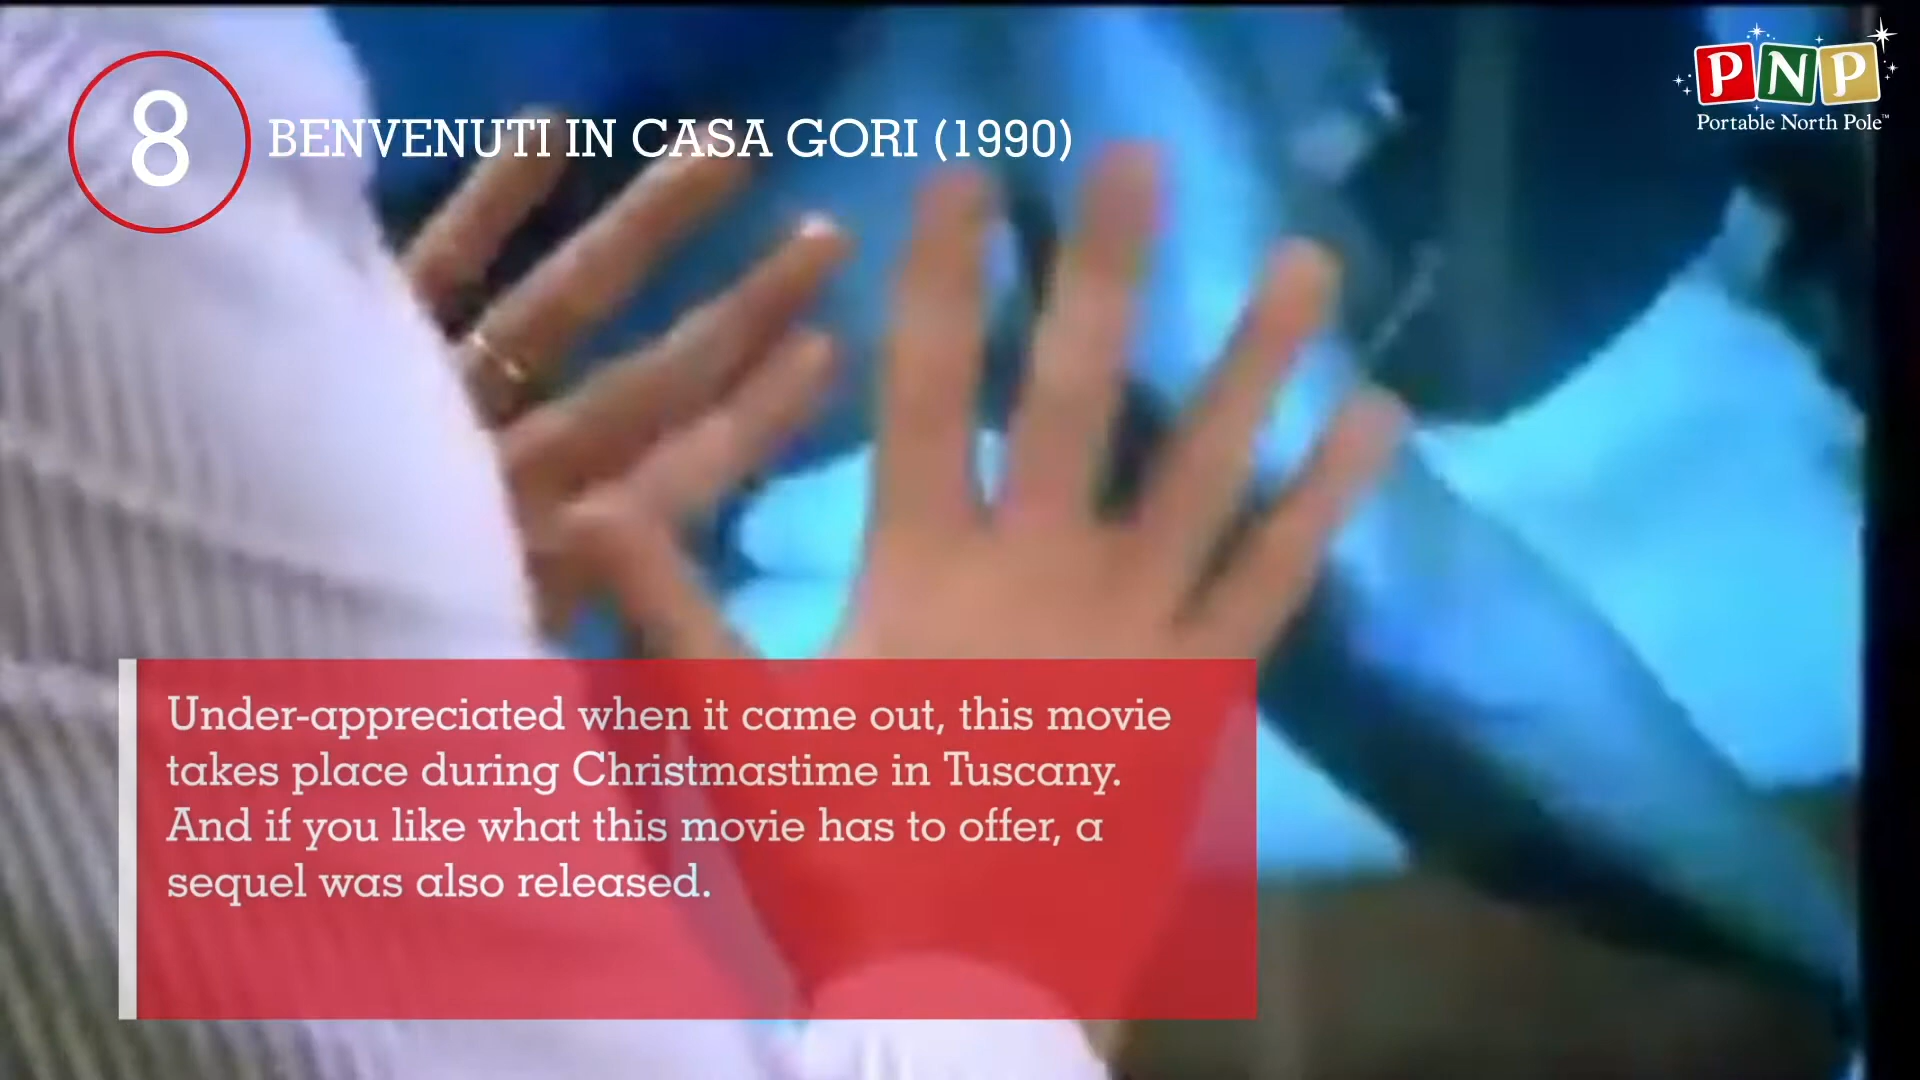 8
BENVENUTI IN CASA GORI (1990)
PNP
Portable North Pole™
Under-appreciated when it came out, this movie
takes place during Christmastime in Tuscany.
And if you like what this movie has to offer, a
sequel was also released.